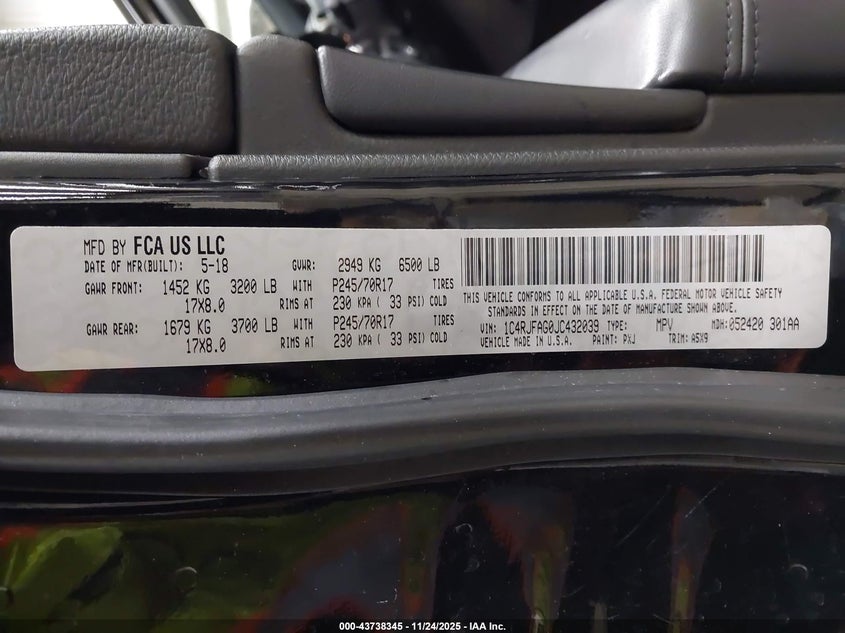 MFD BY FCA US LLC
DATE OF MFR(BUILT): 5-18 GVWR: 2949 KG 6500 LB
GAWR FRONT: 1452 KG 3200 LB WITH P245/70R17 TIRES
17X8.0 RIMS AT 230 KPA ( 33 PSI) COLD
GAWR REAR: 1679 KG 3700 LB WITH P245/70R17 TIRES
17X8.0 RIMS AT 230 KPA ( 33 PSI) COLD
THIS VEHICLE CONFORMS TO ALL APPLICABLE U.S.A. FEDERAL MOTOR VEHICLE SAFETY
STANDARDS IN EFFECT ON THE DATE OF MANUFACTURE SHOWN ABOVE.
VIN: 1C4RJFAG0JC432039 TYPE: MPV MDH:052420 301AA
VEHICLE MADE IN U.S.A. PAINT: PXJ TRIM: A5X9
000-43738345 - 11/24/2025 - IAA Inc.